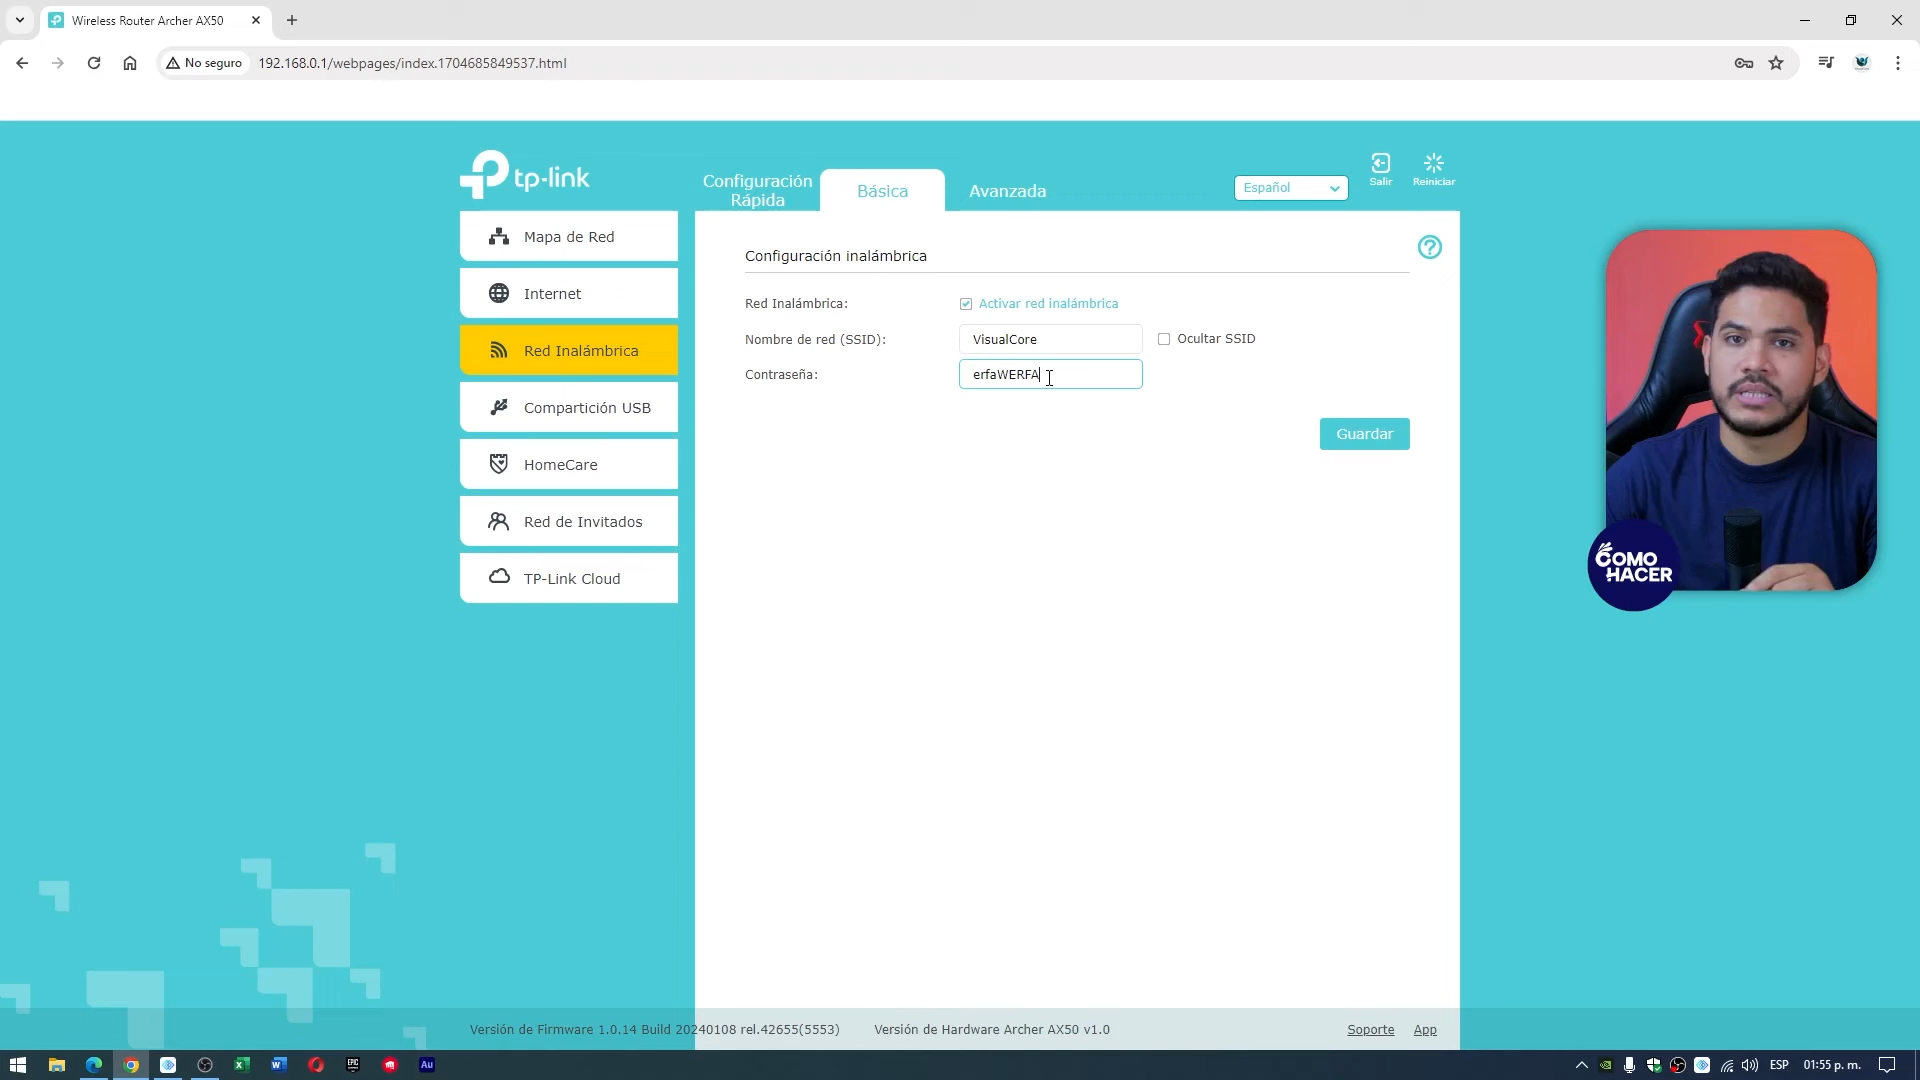 Wireless Router Archer AX50
No seguro
192.168.0.1/webpages/index.1704685849537.html
tp-link
Configuración
Rápida
Básica
Avanzada
Español
Salir
Reiniciar
Mapa de Red
Internet
Red Inalámbrica
Compartición USB
HomeCare
Red de Invitados
TP-Link Cloud
Configuración inalámbrica
Red Inalámbrica:
Activar red inalámbrica
Nombre de red (SSID):
VisualCore
Ocultar SSID
Contraseña:
erfaWERFA
Guardar
COMO
HACER
Versión de Firmware 1.0.14 Build 20240108 rel.42655(5553)
Versión de Hardware Archer AX50 v1.0
Soporte
App
EPIC
Au
ESP
01:55 p. m.